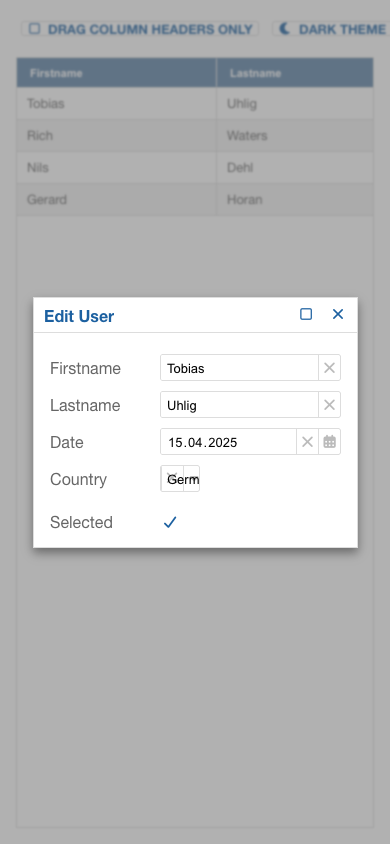 DRAG COLUMN HEADERS ONLY DARK THEME
Firstname Lastname
Tobias Uhlig
Rich Waters
Nils Dehl
Gerard Horan
Edit User
Firstname Tobias
Lastname Uhlig
Date 15.04.2025
Country Germ
Selected